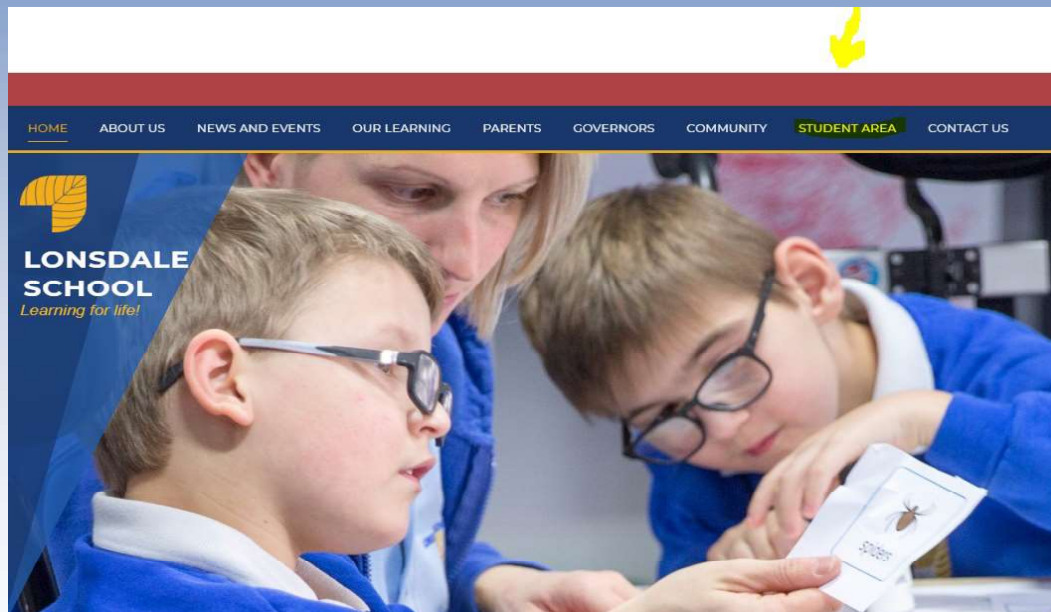 HOME ABOUT US NEWS AND EVENTS OUR LEARNING PARENTS GOVERNORS COMMUNITY STUDENT AREA CONTACT US
LONSDALE
SCHOOL
Learning for life!
spiders